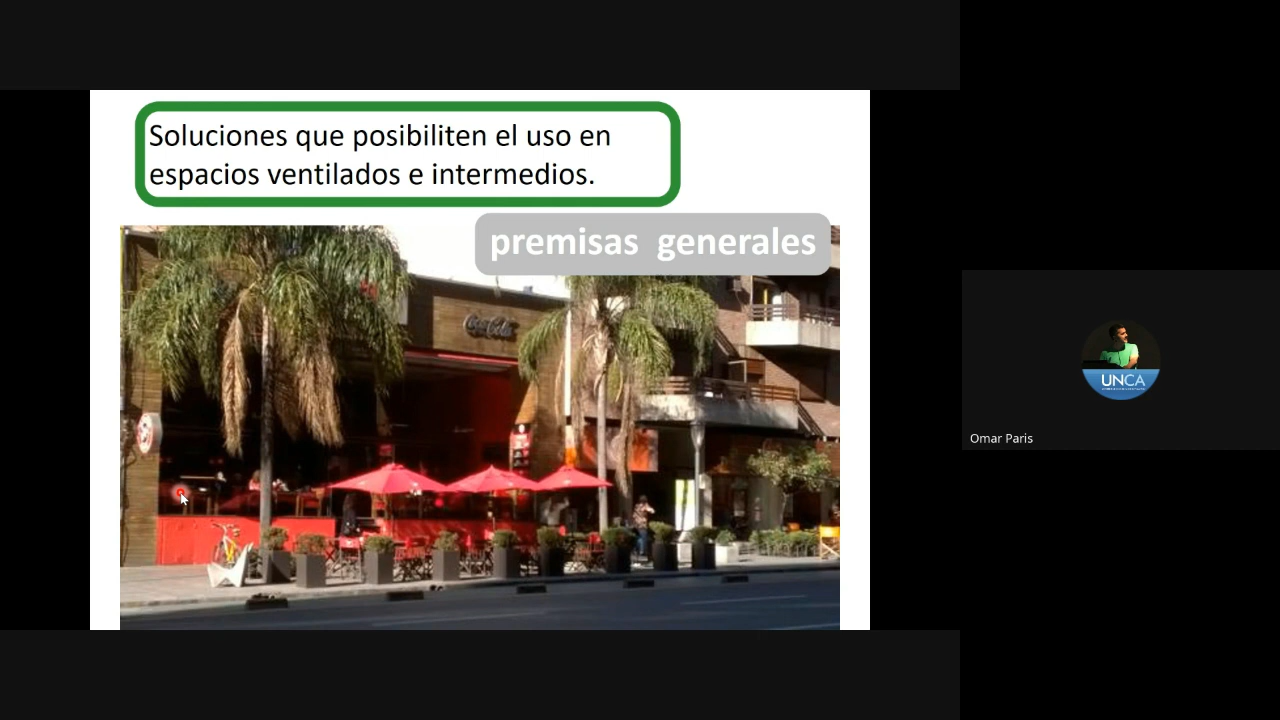 Soluciones que posibiliten el uso en
espacios ventilados e intermedios.
premisas generales
Coca-Cola
UNCA
Omar Paris